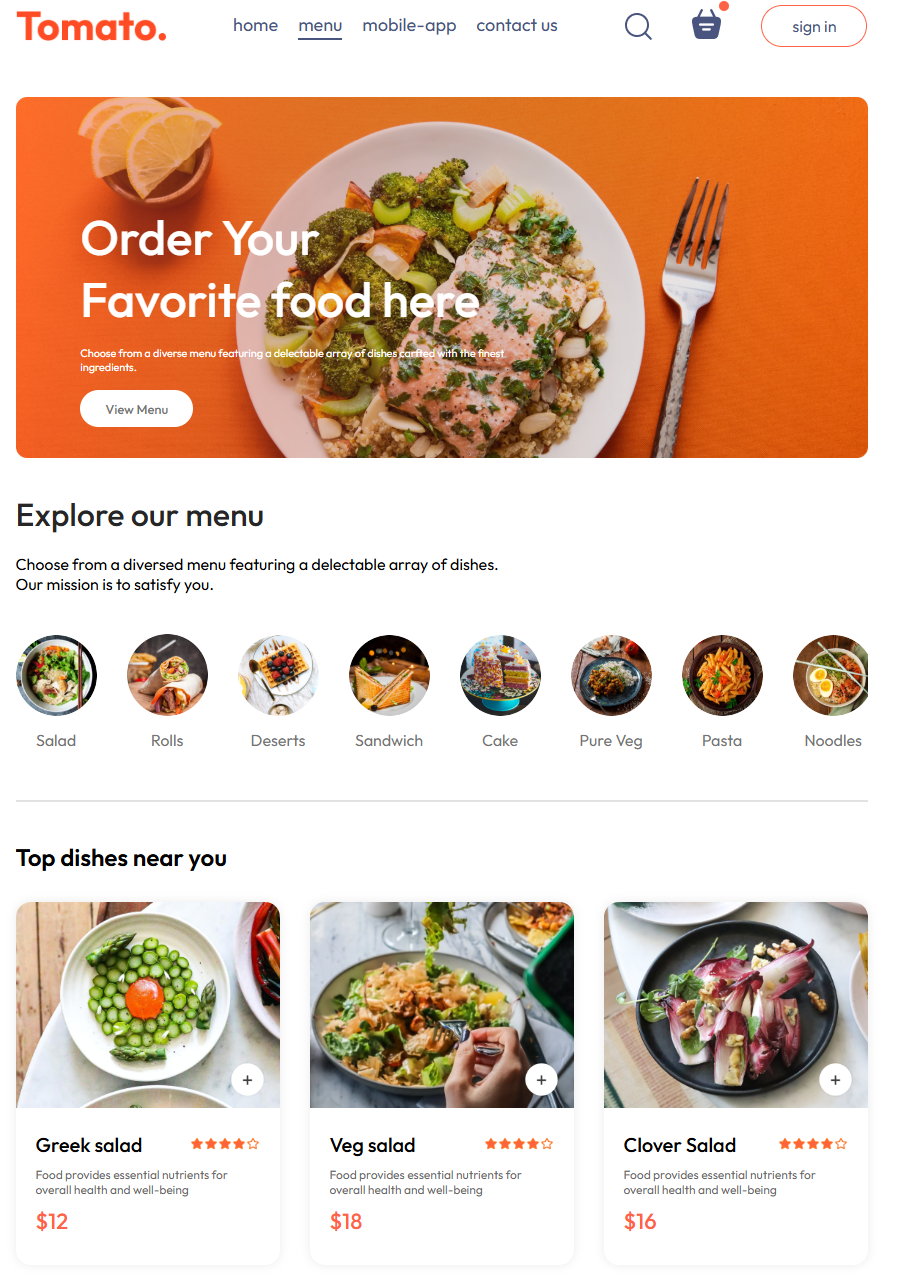 Tomato.
home menu mobile-app contact us sign in
Order Your
Favorite food here
Choose from a diverse menu featuring a delectable array of dishes carfted with the finest
ingredients.
View Menu
Explore our menu
Choose from a diversed menu featuring a delectable array of dishes.
Our mission is to satisfy you.
Salad Rolls Deserts Sandwich Cake Pure Veg Pasta Noodles
Top dishes near you
+ + +
Greek salad
Food provides essential nutrients for
overall health and well-being
$12
Veg salad
Food provides essential nutrients for
overall health and well-being
$18
Clover Salad
Food provides essential nutrients for
overall health and well-being
$16